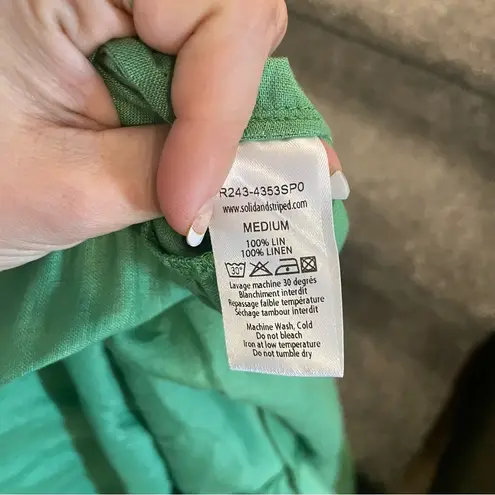 R243-4353SP0
www.solidandstriped.com
MEDIUM
100% LIN
100% LINEN
30°
Lavage machine 30 degrés
Blanchiment interdit
Repassage faible température
Séchage tambour interdit
Machine Wash, Cold
Do not bleach
Iron at low temperature
Do not tumble dry